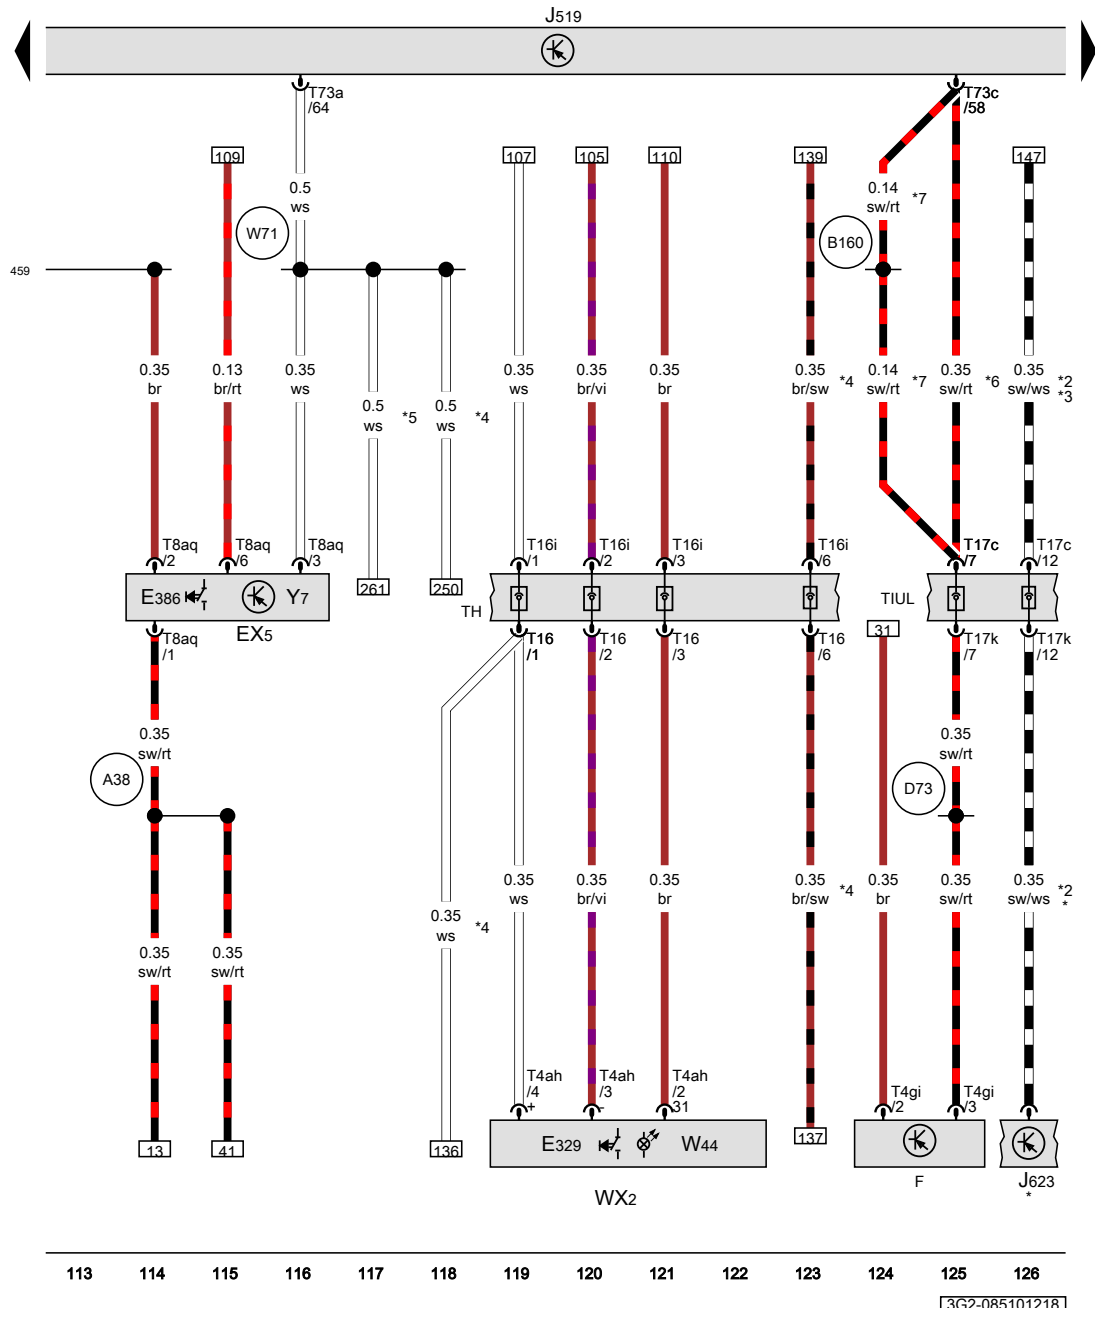 J519
T73a
/64
T73c
/58
109
107
105
110
139
147
0.5
ws
0.14
sw/rt
*7
W71
B160
459
0.35
br
0.13
br/rt
0.35
ws
0.5
ws
*5
0.5
ws
*4
0.35
ws
0.35
br/vi
0.35
br
0.35
br/sw
*4
0.14
sw/rt
*7
0.35
sw/rt
*6
0.35
sw/ws
*2
*3
T8aq
/2
T8aq
/6
T8aq
/3
T16i
/1
T16i
/2
T16i
/3
T16i
/6
T17c
/7
T17c
/12
E386
Y7
EX5
261
250
TH
TIUL
31
T8aq
/1
T16
/1
T16
/2
T16
/3
T16
/6
T17k
/7
T17k
/12
0.35
sw/rt
0.35
sw/rt
A38
D73
0.35
ws
0.35
br/vi
0.35
br
0.35
br/sw
*4
0.35
br
0.35
sw/rt
0.35
sw/ws
*2
*
0.35
ws
*4
0.35
sw/rt
0.35
sw/rt
T4ah
/4
+
T4ah
/3
-
T4ah
/2
31
T4gi
/2
T4gi
/3
13
41
136
E329
W44
137
WX2
F
J623
*
113 114 115 116 117 118 119 120 121 122 123 124 125 126
3G2-085101218